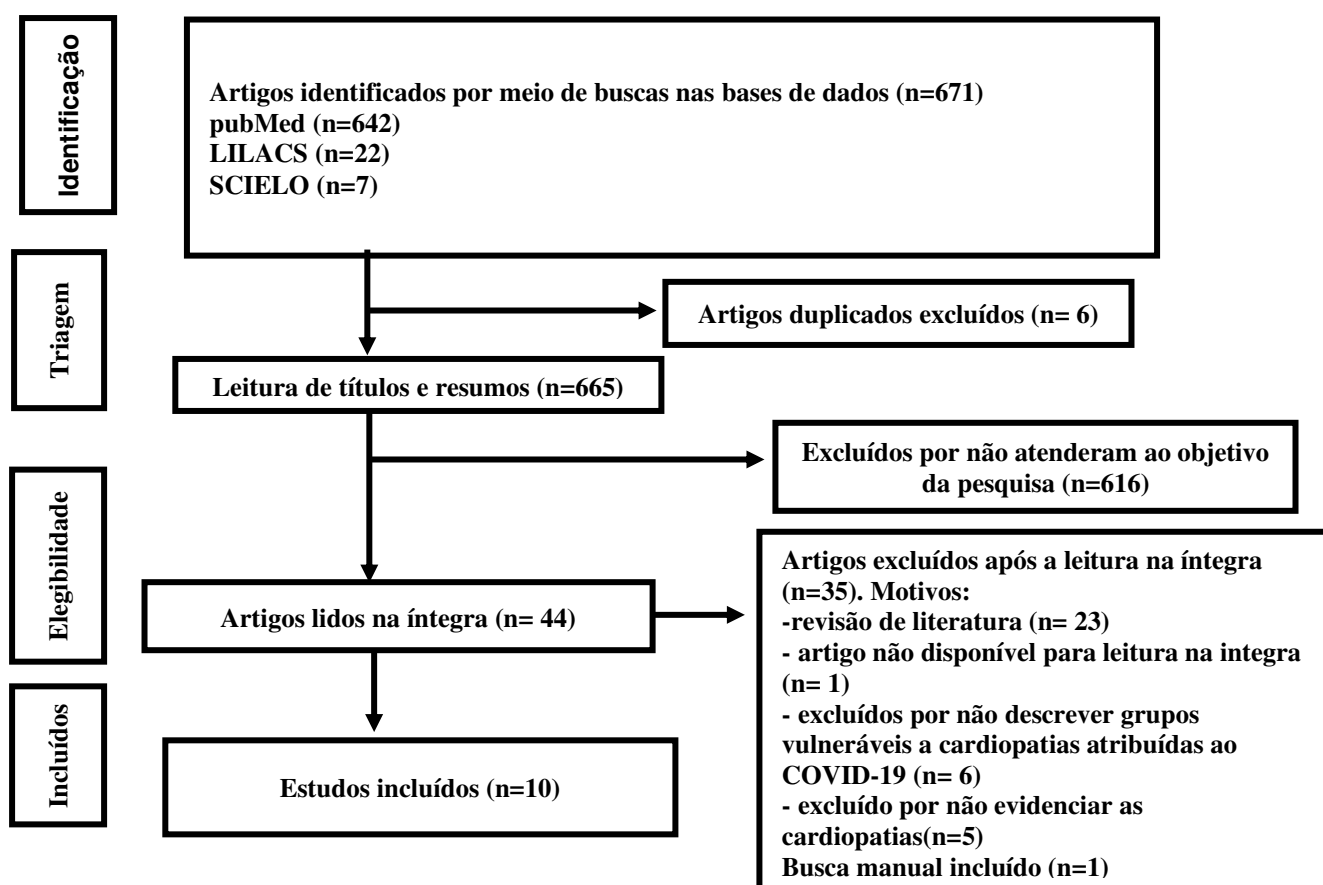 Identificação
Artigos identificados por meio de buscas nas bases de dados (n=671)
pubMed (n=642)
LILACS (n=22)
SCIELO (n=7)
Triagem
Artigos duplicados excluídos (n= 6)
Leitura de títulos e resumos (n=665)
Excluídos por não atenderam ao objetivo
da pesquisa (n=616)
Elegibilidade
Artigos lidos na íntegra (n= 44)
Artigos excluídos após a leitura na íntegra
(n=35). Motivos:
-revisão de literatura (n= 23)
- artigo não disponível para leitura na integra
(n= 1)
- excluídos por não descrever grupos
vulneráveis a cardiopatias atribuídas ao
COVID-19 (n= 6)
- excluído por não evidenciar as
cardiopatias(n=5)
Busca manual incluído (n=1)
Incluídos
Estudos incluídos (n=10)